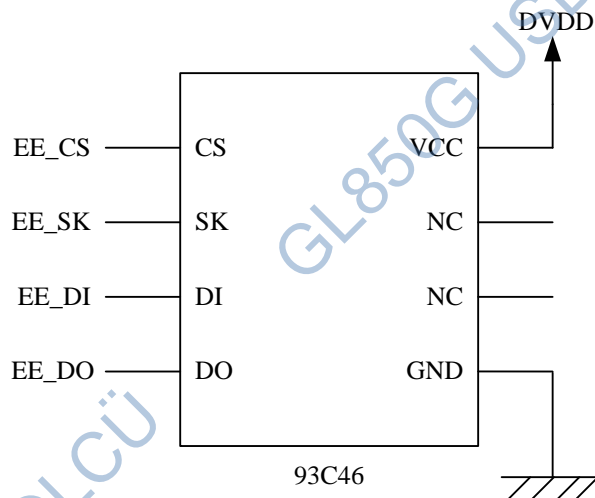 DVDD
EE_CS CS VCC
EE_SK SK NC
EE_DI DI NC
EE_DO DO GND
93C46
GL850G